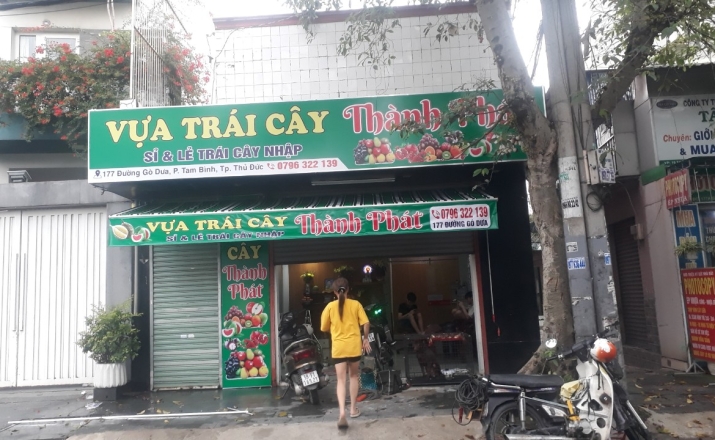 VỰA TRÁI CÂY Thành Phát
SỈ & LẺ TRÁI CÂY NHẬP
177 Đường Gò Dưa, P. Tam Bình, Tp. Thủ Đức 0796 322 139
VỰA TRÁI CÂY Thành Phát 0796 322 139
SỈ & LẺ TRÁI CÂY NHẬP 177 ĐƯỜNG GÒ DƯA
CÂY
Thành
Phát
CÔNG TY T
Chuyên:
& MUA
PHOTOCOPY